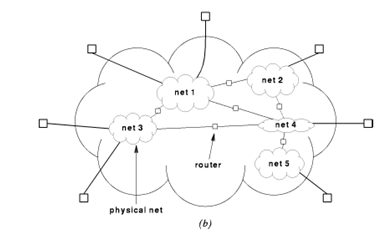 net 1
net 2
net 3
net 4
net 5
router
physical net
(b)